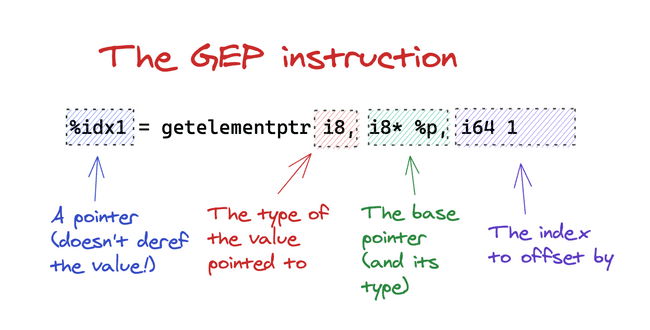 The GEP instruction
%idx1 = getelementptr i8, i8* %p, i64 1
A pointer
(doesn't deref
the value!)
The type of
the value
pointed to
The base
pointer
(and its
type)
The index
to offset by